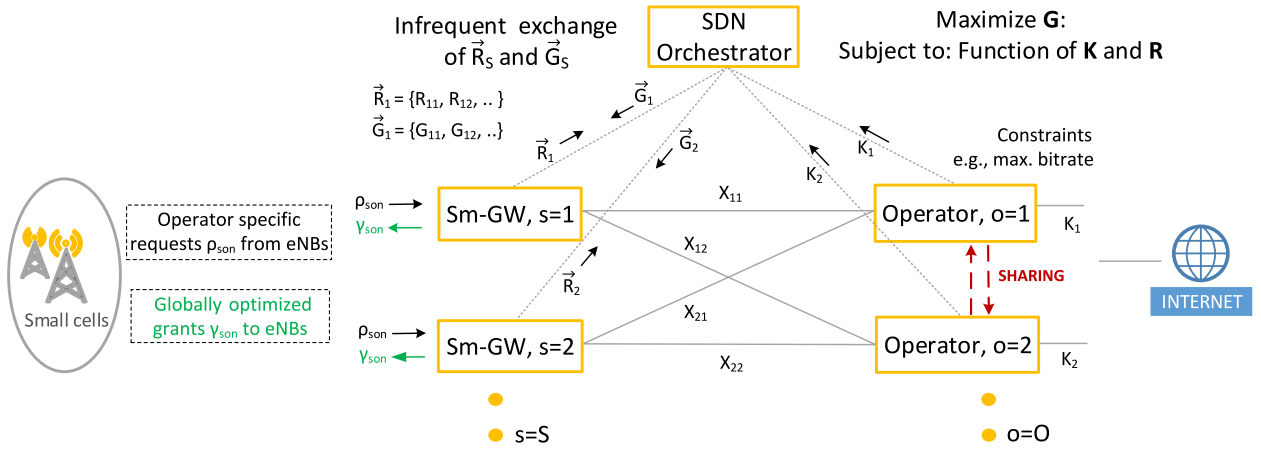 Infrequent exchange
of R⃗S and G⃗S
SDN
Orchestrator
Maximize G:
Subject to: Function of K and R
R⃗1 = {R11, R12, .. }
G⃗1 = {G11, G12, ..}
G⃗1
R⃗1
G⃗2
K1
K2
Constraints
e.g., max. bitrate
Operator specific
requests ρson from eNBs
Globally optimized
grants γson to eNBs
Small cells
ρson
γson
Sm-GW, s=1
X11
Operator, o=1
K1
X12
R⃗2
X21
SHARING
INTERNET
ρson
γson
Sm-GW, s=2
X22
Operator, o=2
K2
s=S
o=O